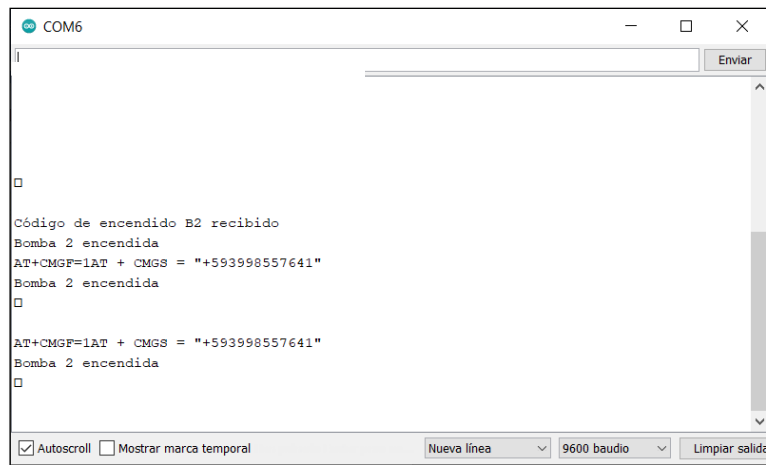 COM6
Enviar
□
Código de encendido B2 recibido
Bomba 2 encendida
AT+CMGF=1AT + CMGS = "+593998557641"
Bomba 2 encendida
□
AT+CMGF=1AT + CMGS = "+593998557641"
Bomba 2 encendida
□
Autoscroll Mostrar marca temporal Nueva línea 9600 baudio Limpiar salida